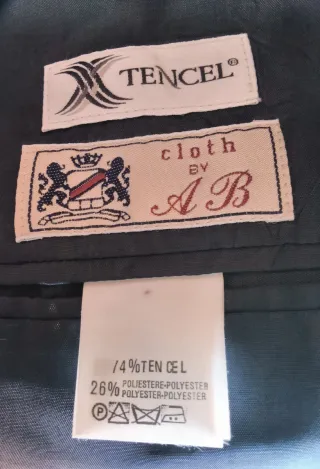 TENCEL®
cloth
BY
AB
74%TENCEL
26% POLIESTERE-POLYESTER
POLYESTER-POLYESTER
P